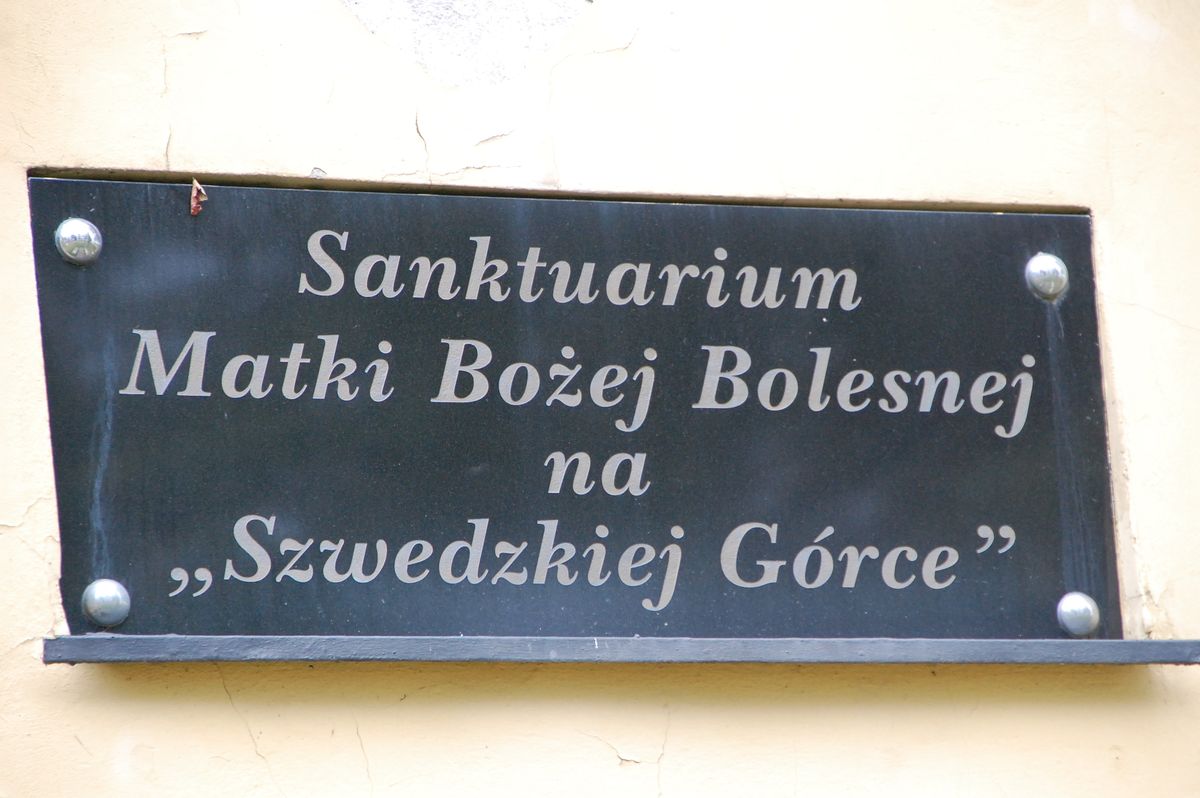 Sanktuarium
Matki Bożej Bolesnej
na
„Szwedzkiej Górce”